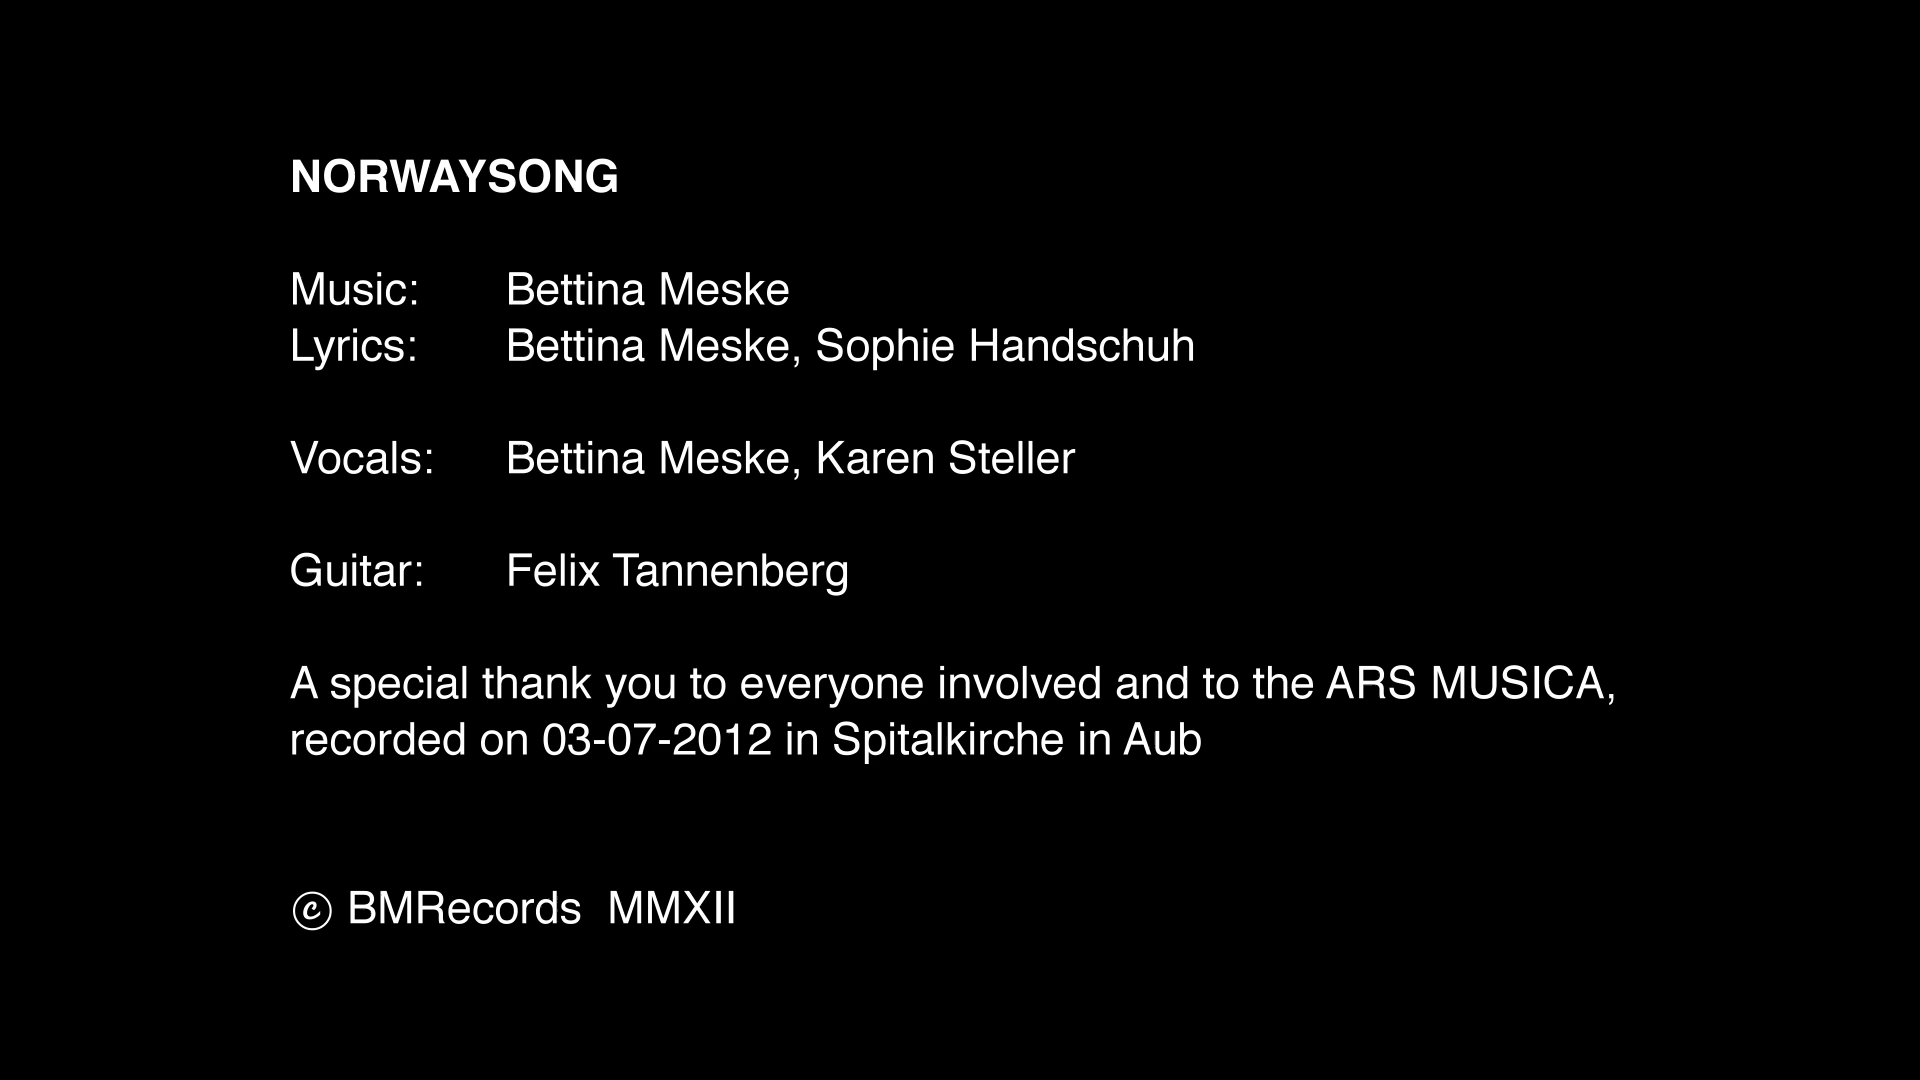 NORWAYSONG
Music: Bettina Meske
Lyrics: Bettina Meske, Sophie Handschuh
Vocals: Bettina Meske, Karen Steller
Guitar: Felix Tannenberg
A special thank you to everyone involved and to the ARS MUSICA,
recorded on 03-07-2012 in Spitalkirche in Aub
© BMRecords MMXII